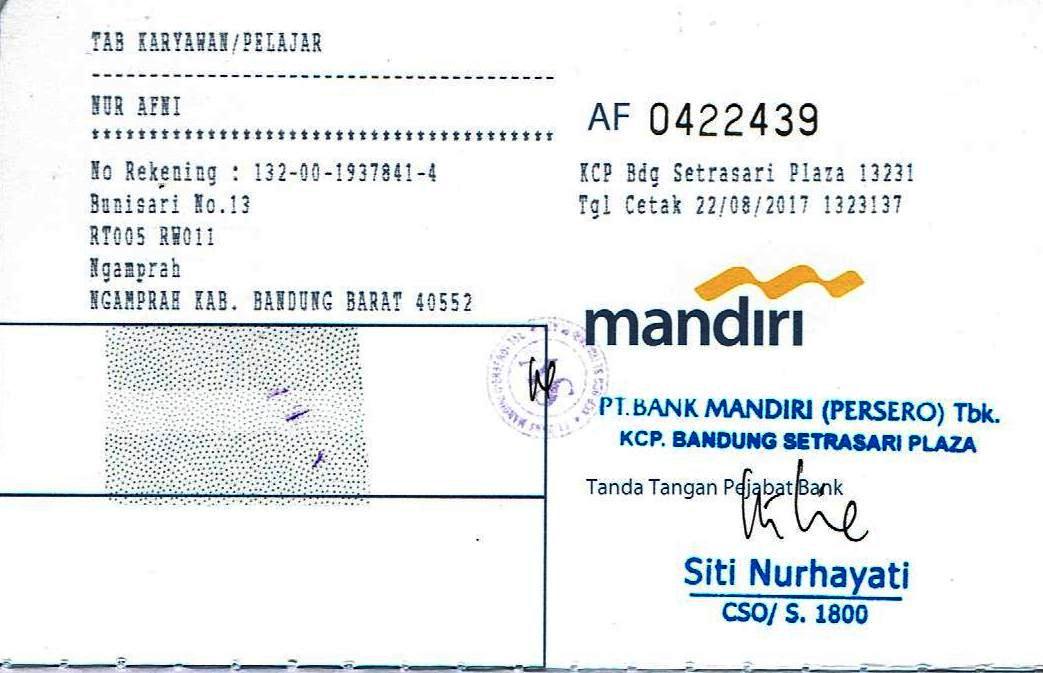 TAB KARYAWAN/PELAJAR
NUR AFNI
No Rekening : 132-00-1937841-4
Bunisari No.13
RT005 RW011
Ngamprah
NGAMPRAH KAB. BANDUNG BARAT 40552
AF 0422439
KCP Bdg Setrasari Plaza 13231
Tgl Cetak 22/08/2017 1323137
mandırı
PT.BANK MANDIRI (PERSERO) Tbk.
KCP. BANDUNG SETRASARI PLAZA
Tanda Tangan Pejabat Bank
Siti Nurhayati
CSO/ S. 1800